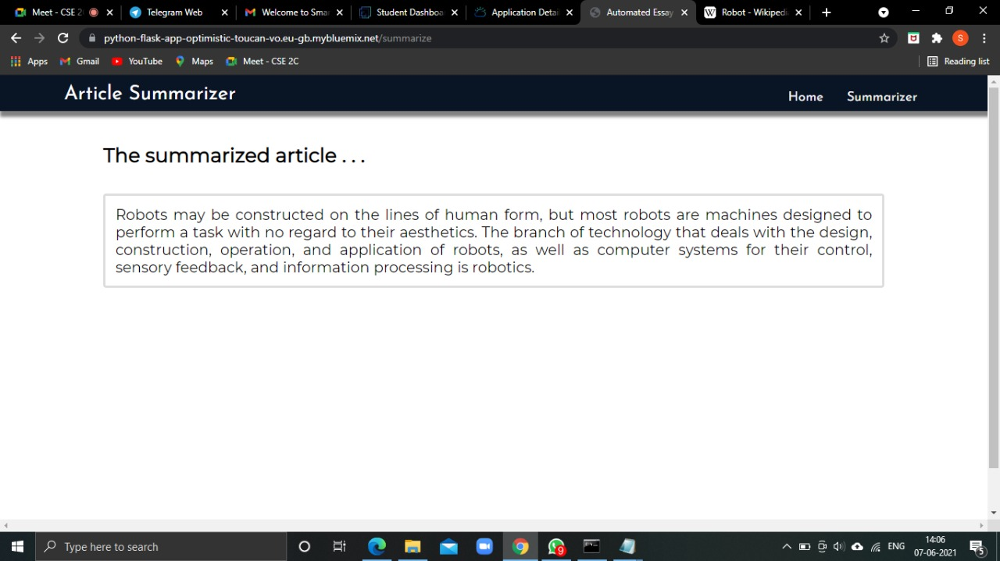 Meet - CSE 2
Telegram Web
Welcome to Smar
Student Dashboa
Application Detai
Automated Essay
W Robot - Wikipedi
python-flask-app-optimistic-toucan-vo.eu-gb.mybluemix.net/summarize
S
Apps Gmail YouTube Maps Meet - CSE 2C Reading list
Article Summarizer Home Summarizer
The summarized article . . .
Robots may be constructed on the lines of human form, but most robots are machines designed to
perform a task with no regard to their aesthetics. The branch of technology that deals with the design,
construction, operation, and application of robots, as well as computer systems for their control,
sensory feedback, and information processing is robotics.
Type here to search
9
ENG
14:06
07-06-2021
5